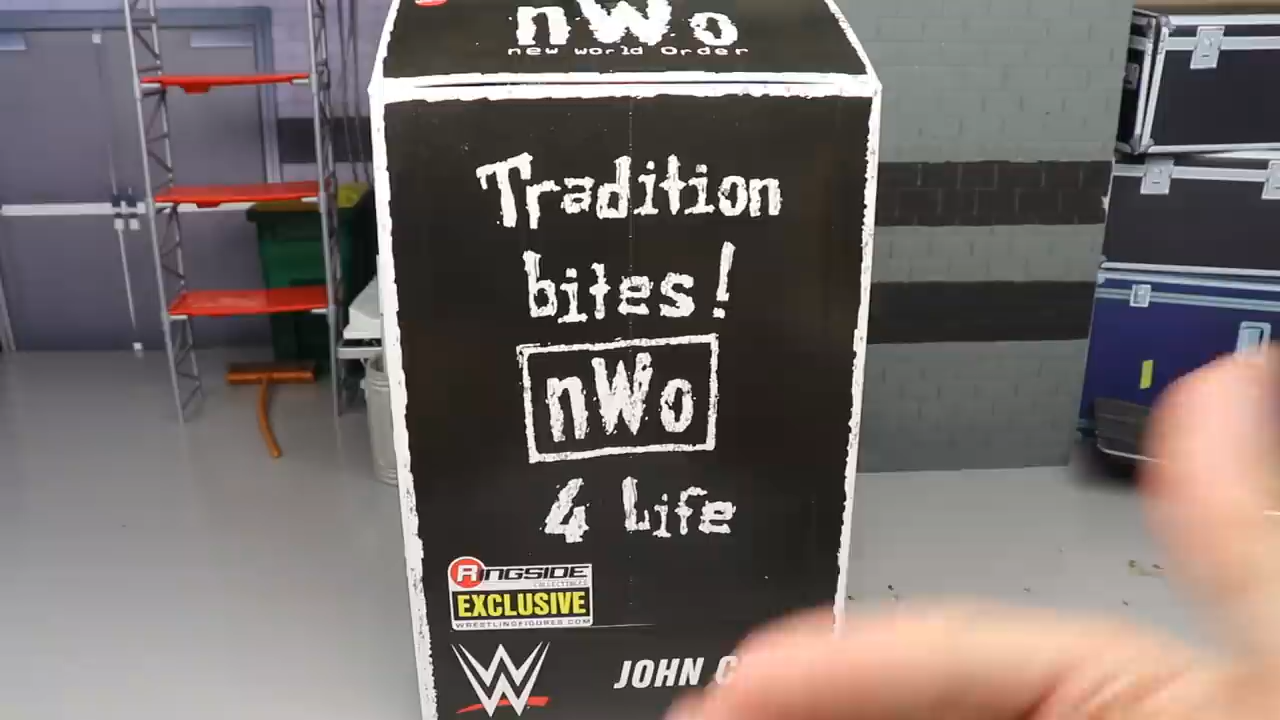 nWo
new world Order
Tradition
bites!
nWo
4 Life
RINGSIDE
COLLECTIBLES
EXCLUSIVE
WRESTLINGFIGURES.COM
W
JOHN C